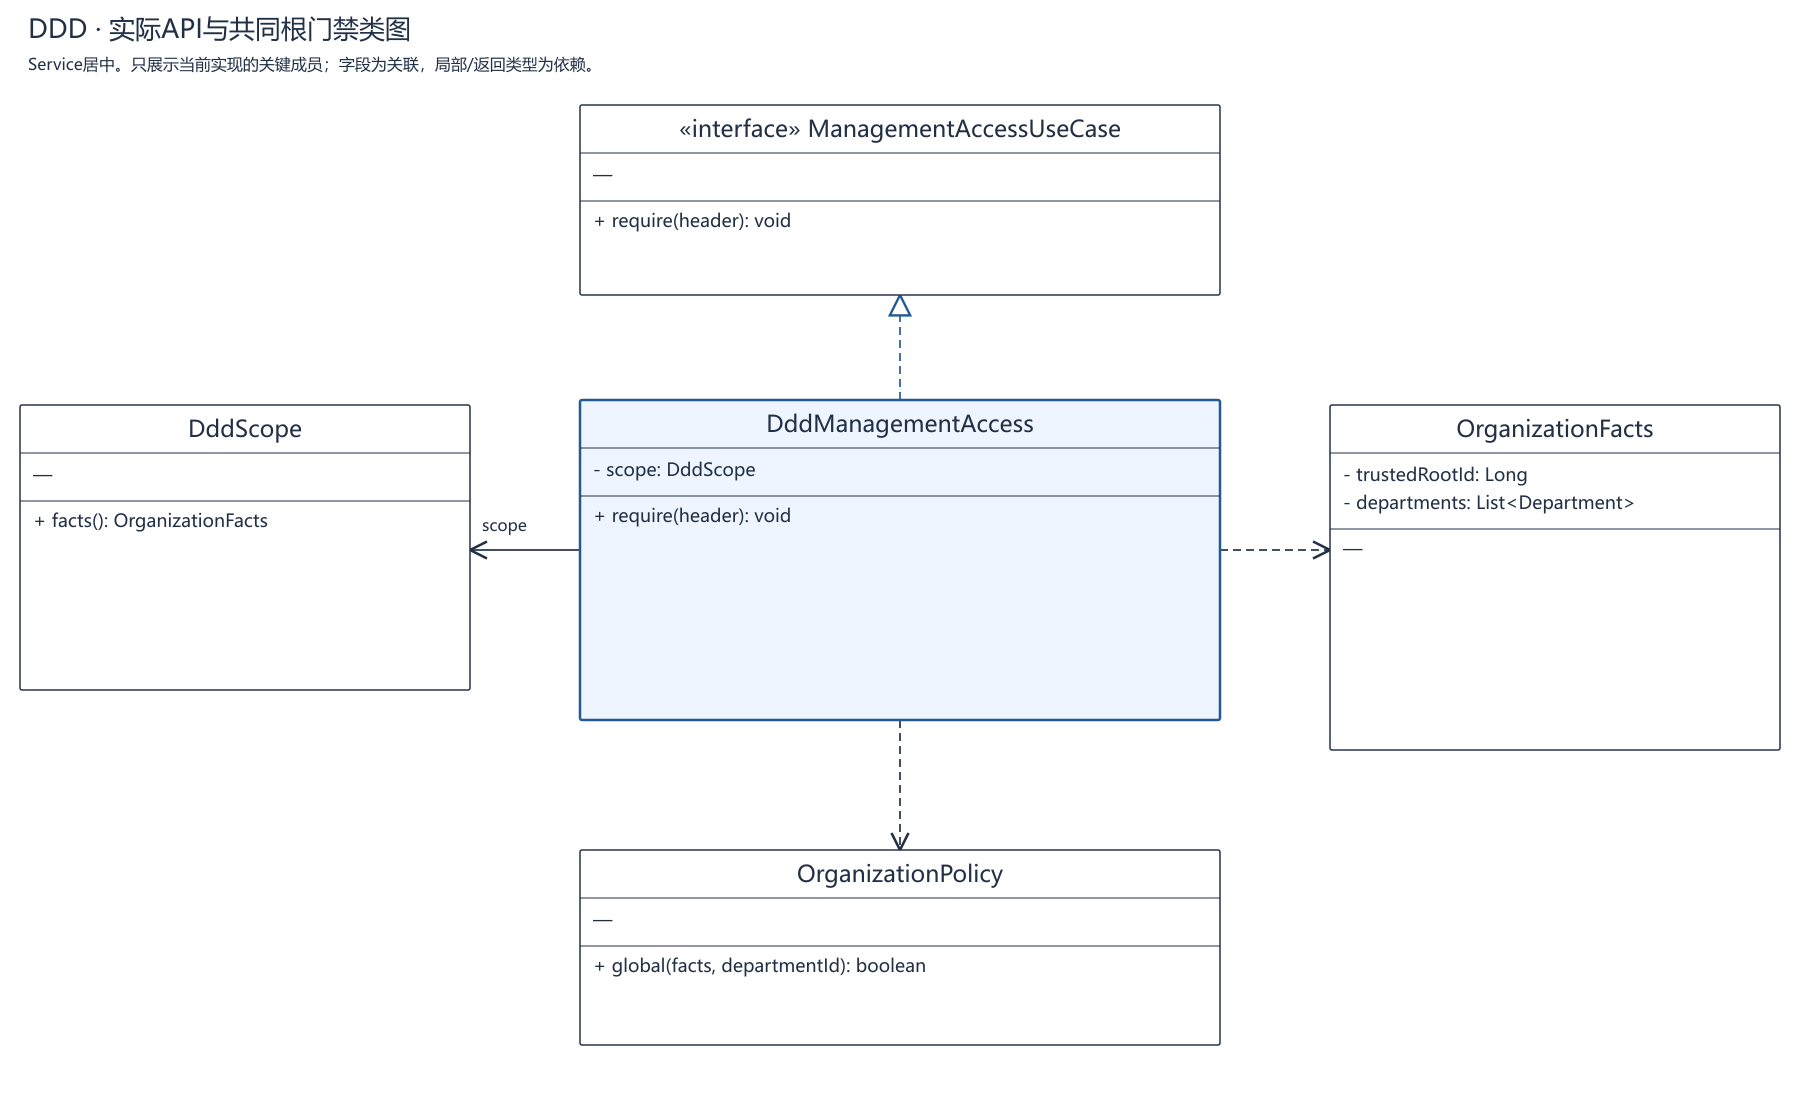 DDD · 实际API与共同根门禁类图
Service居中。只展示当前实现的关键成员；字段为关联，局部/返回类型为依赖。
«interface» ManagementAccessUseCase
—
+ require(header): void
DddScope
—
+ facts(): OrganizationFacts
scope
DddManagementAccess
- scope: DddScope
+ require(header): void
OrganizationFacts
- trustedRootId: Long
- departments: List<Department>
—
OrganizationPolicy
—
+ global(facts, departmentId): boolean